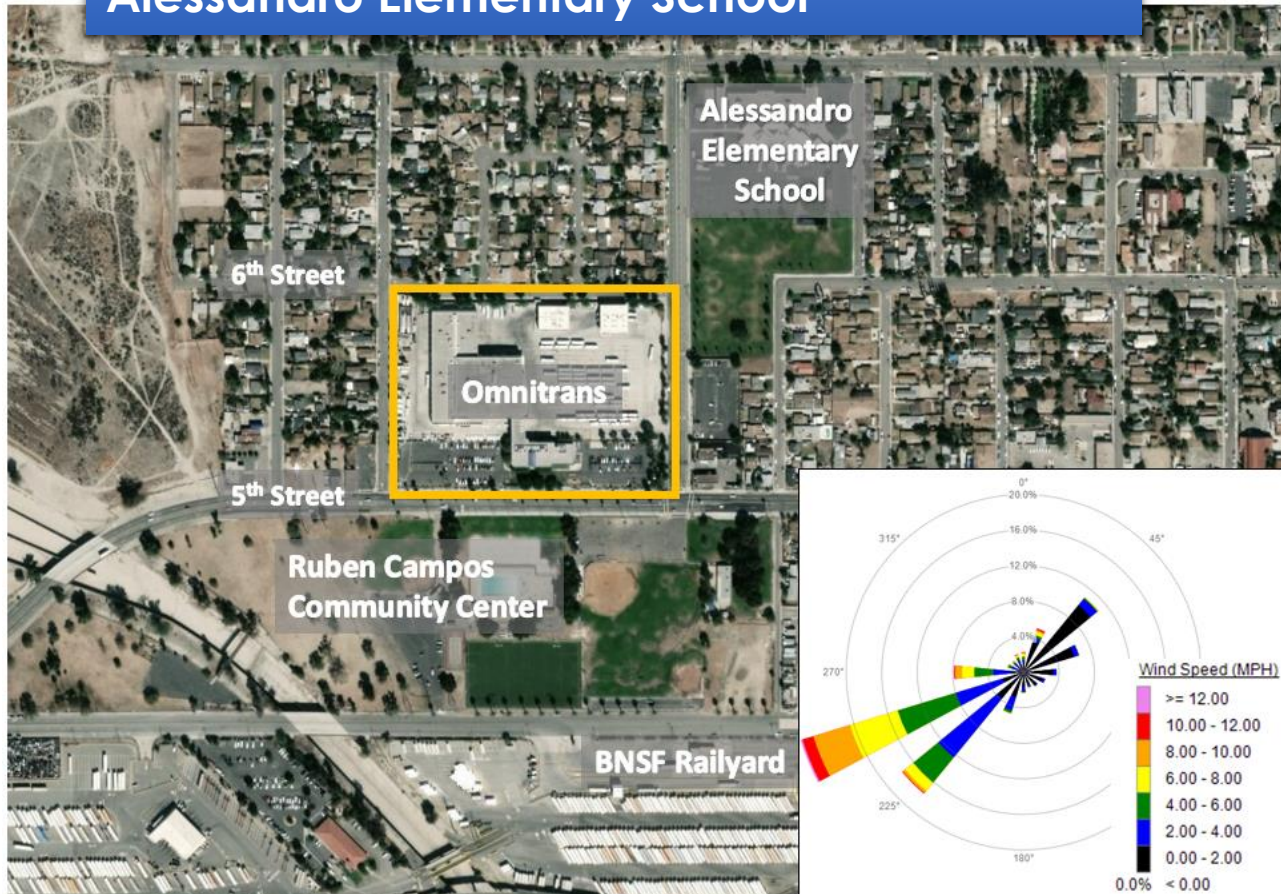 Alessandro Elementary School
Alessandro
Elementary
School
6th Street
Omnitrans
5th Street
Ruben Campos
Community Center
BNSF Railyard
0°
20.0%
16.0%
12.0%
8.0%
4.0%
315°
45°
270°
225°
180°
Wind Speed (MPH)
>= 12.00
10.00 - 12.00
8.00 - 10.00
6.00 - 8.00
4.00 - 6.00
2.00 - 4.00
0.00 - 2.00
0.0% < 0.00